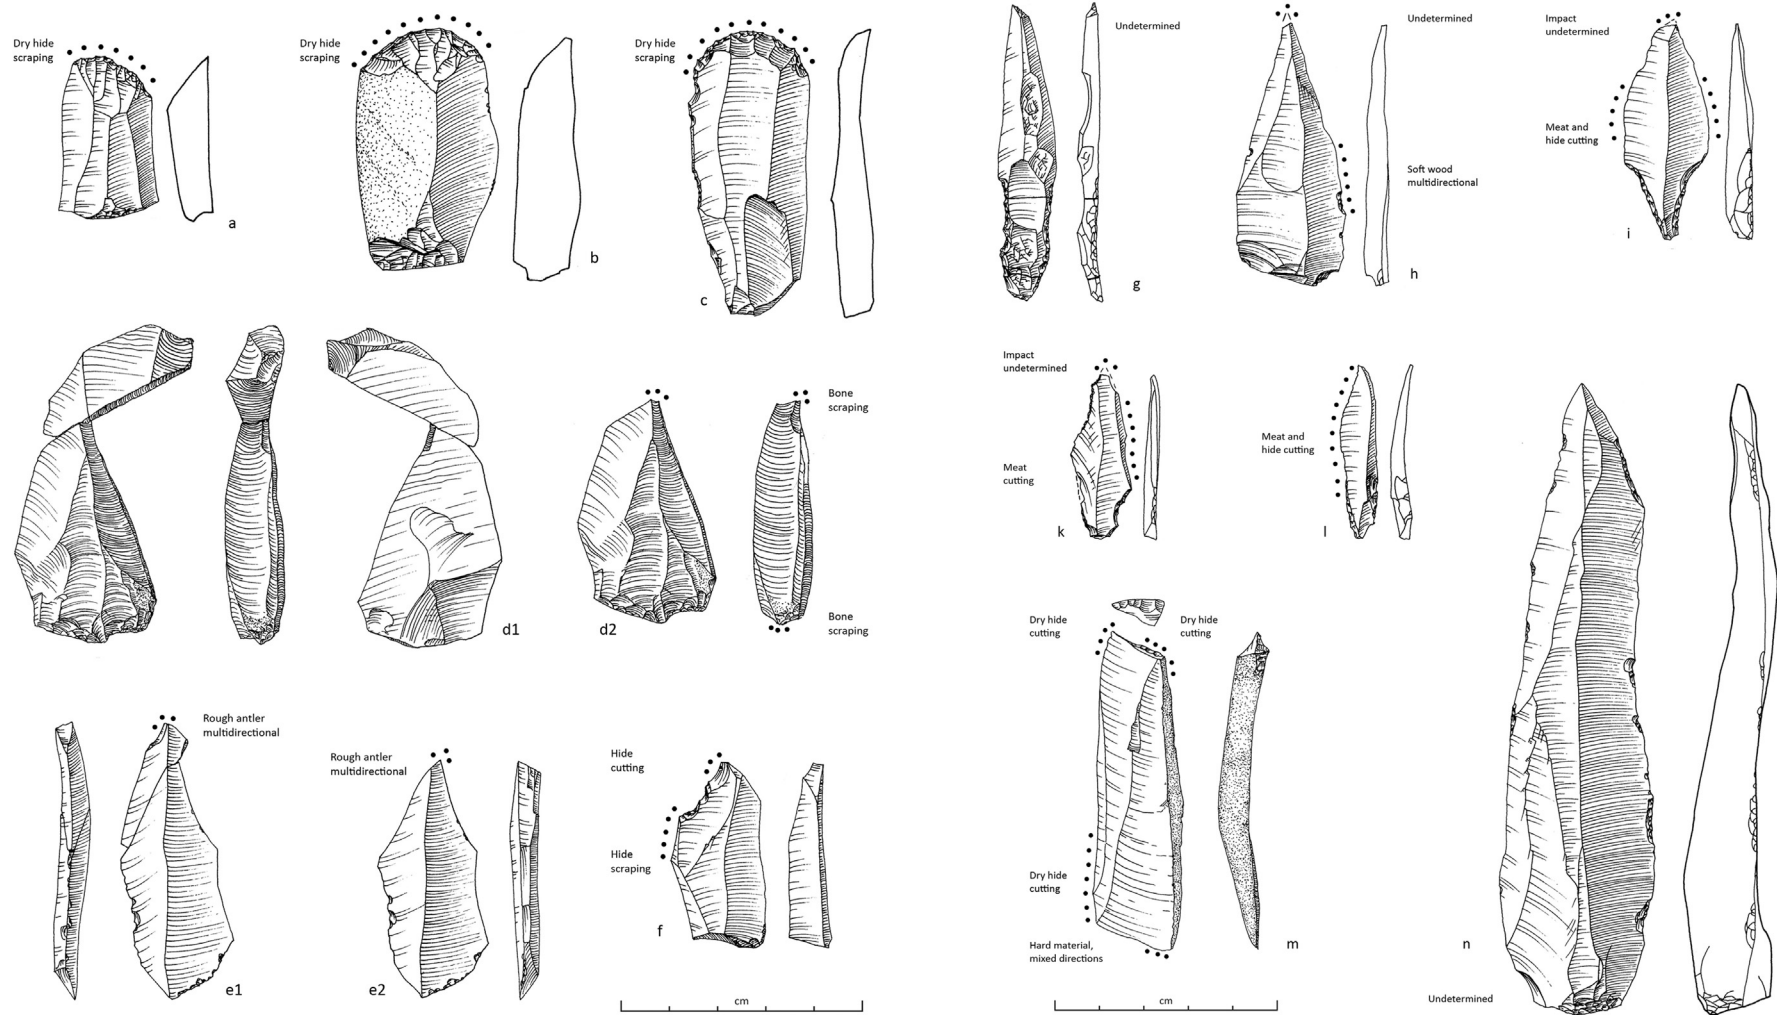 Dry hide
scraping
a
Dry hide
scraping
b
Dry hide
scraping
c
Undetermined
g
Undetermined
Soft wood
multidirectional
h
Impact
undetermined
Meat and
hide cutting
i
d1
Bone
scraping
Bone
scraping
d2
Impact
undetermined
Meat
cutting
k
Meat and
hide cutting
l
Rough antler
multidirectional
e1
Rough antler
multidirectional
e2
Hide
cutting
Hide
scraping
f
cm
Dry hide
cutting
Dry hide
cutting
Dry hide
cutting
Hard material,
mixed directions
m
cm
n
Undetermined